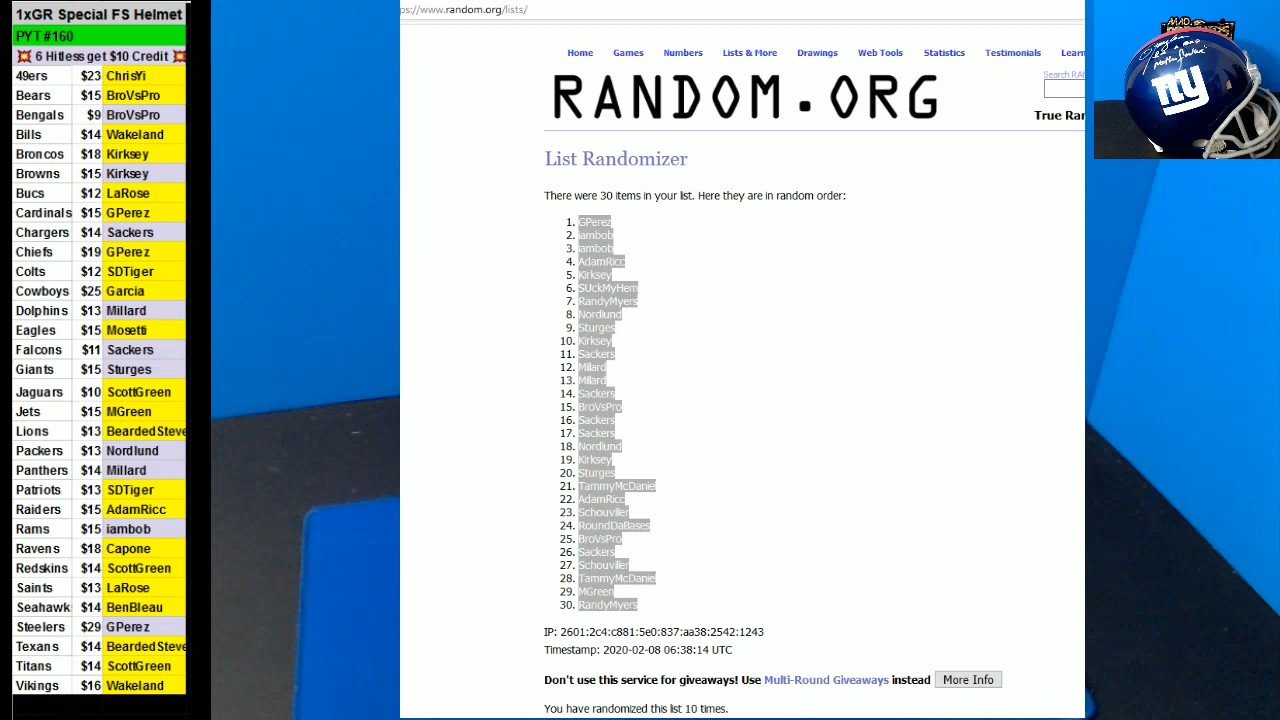 1xGR Special FS Helmet
PYT #160
💥 6 Hitless get $10 Credit 💥
49ers $23 ChrisYi
Bears $15 BroVsPro
Bengals $9 BroVsPro
Bills $14 Wakeland
Broncos $18 Kirksey
Browns $15 Kirksey
Bucs $12 LaRose
Cardinals $15 GPerez
Chargers $14 Sackers
Chiefs $19 GPerez
Colts $12 SDTiger
Cowboys $25 Garcia
Dolphins $13 Millard
Eagles $15 Mosetti
Falcons $11 Sackers
Giants $15 Sturges
Jaguars $10 ScottGreen
Jets $15 MGreen
Lions $13 BeardedSteve
Packers $13 Nordlund
Panthers $14 Millard
Patriots $13 SDTiger
Raiders $15 AdamRicc
Rams $15 iambob
Ravens $18 Capone
Redskins $14 ScottGreen
Saints $13 LaRose
Seahawks $14 BenBleau
Steelers $29 GPerez
Texans $14 BeardedSteve
Titans $14 ScottGreen
Vikings $16 Wakeland
ps://www.random.org/lists/
Home Games Numbers Lists & More Drawings Web Tools Statistics Testimonials Learn
RANDOM.ORG
Search RAN
True Ran
List Randomizer
There were 30 items in your list. Here they are in random order:
1. GPerez
2. iambob
3. iambob
4. AdamRicc
5. Kirksey
6. SUckMyHem
7. RandyMyers
8. Nordlund
9. Sturges
10. Kirksey
11. Sackers
12. Millard
13. Millard
14. Sackers
15. BroVsPro
16. Sackers
17. Sackers
18. Nordlund
19. Kirksey
20. Sturges
21. TammyMcDaniel
22. AdamRicc
23. Schouviller
24. RoundDaBases
25. BroVsPro
26. Sackers
27. Schouviller
28. TammyMcDaniel
29. MGreen
30. RandyMyers
IP: 2601:2c4:c881:5e0:837:aa38:2542:1243
Timestamp: 2020-02-08 06:38:14 UTC
Don't use this service for giveaways! Use Multi-Round Giveaways instead More Info
You have randomized this list 10 times.
MAD
ny